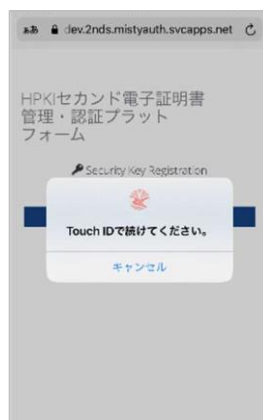 ぁあ dev.2nds.mistyauth.svcapps.net
HPKIセカンド電子証明書
管理・認証プラット
フォーム
Security Key Registration
Touch IDで続けてください。
キャンセル